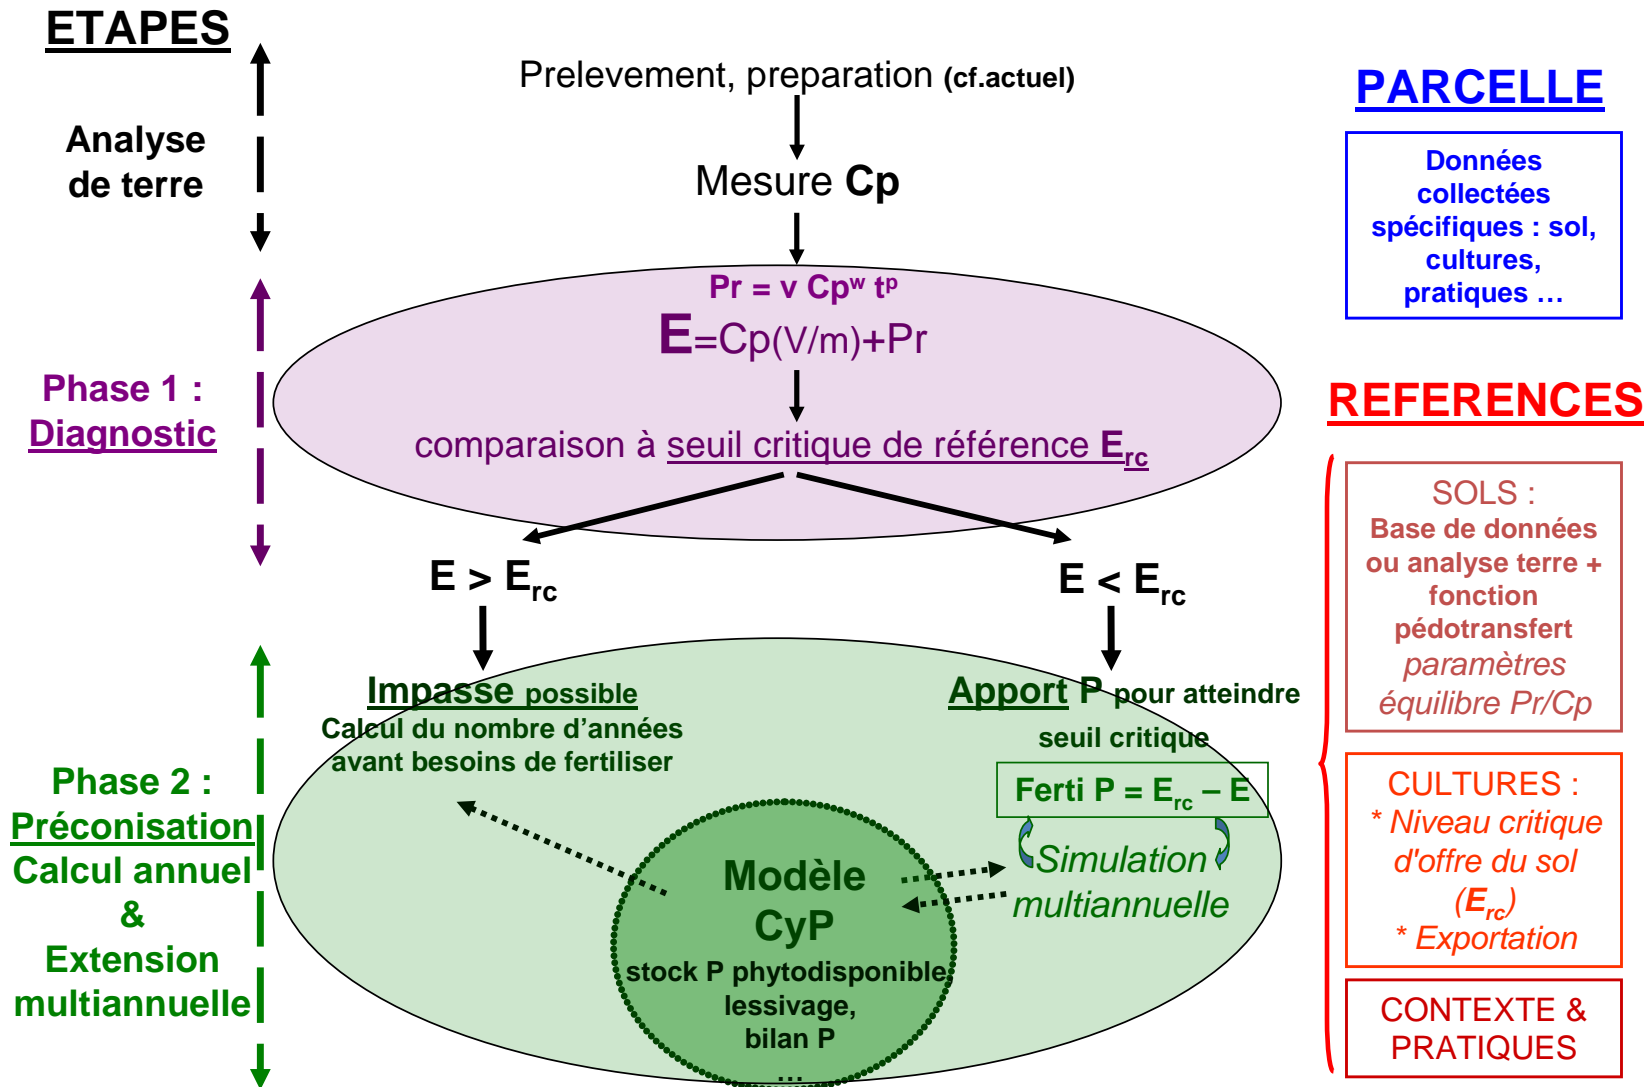 ETAPES
Analyse
de terre
Phase 1 :
Diagnostic
Phase 2 :
Préconisation
Calcul annuel
&
Extension
multiannuelle
Prelevement, preparation (cf.actuel)
Mesure Cp
Pr = v Cpʷ tᵖ
E=Cp(V/m)+Pr
comparaison à seuil critique de référence Erc
E > Erc
E < Erc
Impasse possible
Calcul du nombre d'années
avant besoins de fertiliser
Apport P pour atteindre
seuil critique
Ferti P = Erc – E
Simulation
multiannuelle
Modèle
CyP
stock P phytodisponible
lessivage,
bilan P
...
PARCELLE
Données
collectées
spécifiques : sol,
cultures,
pratiques ...
REFERENCES
SOLS :
Base de données
ou analyse terre +
fonction
pédotransfert
paramètres
équilibre Pr/Cp
CULTURES :
* Niveau critique
d'offre du sol
(Erc)
* Exportation
CONTEXTE &
PRATIQUES